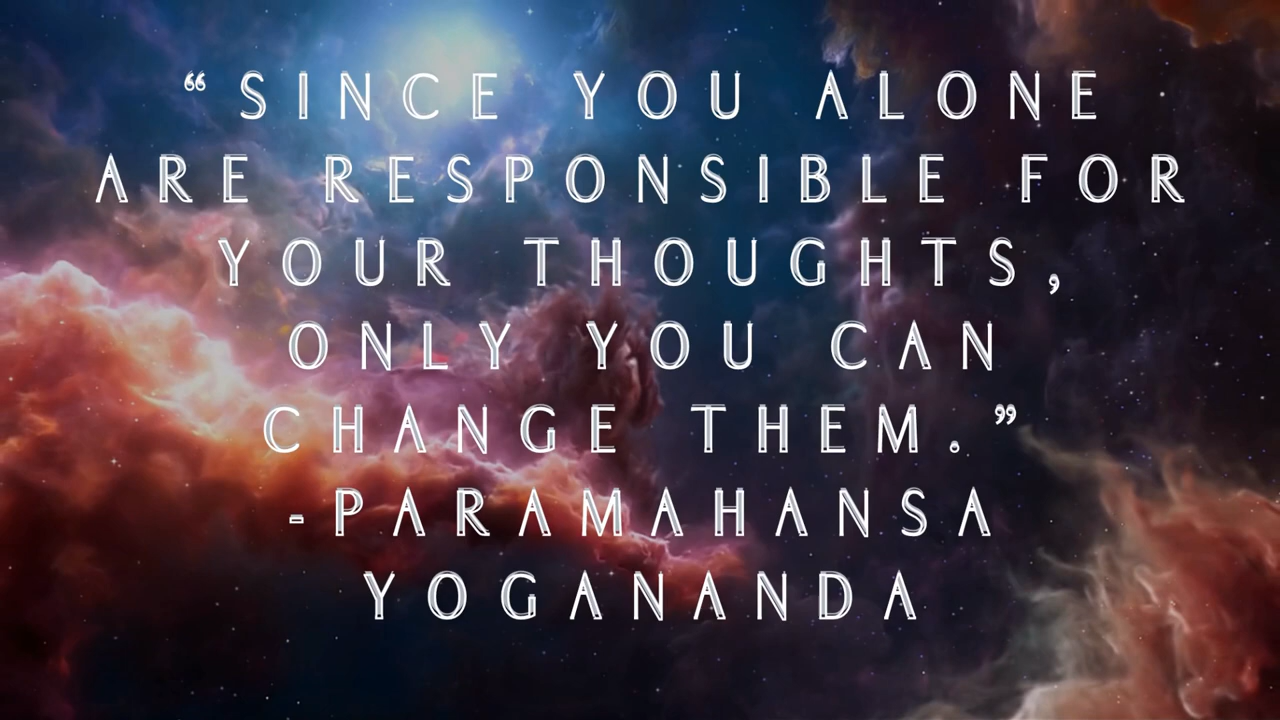 “SINCE YOU ALONE
ARE RESPONSIBLE FOR
YOUR THOUGHTS,
ONLY YOU CAN
CHANGE THEM.”
-PARAMAHANSA
YOGANANDA